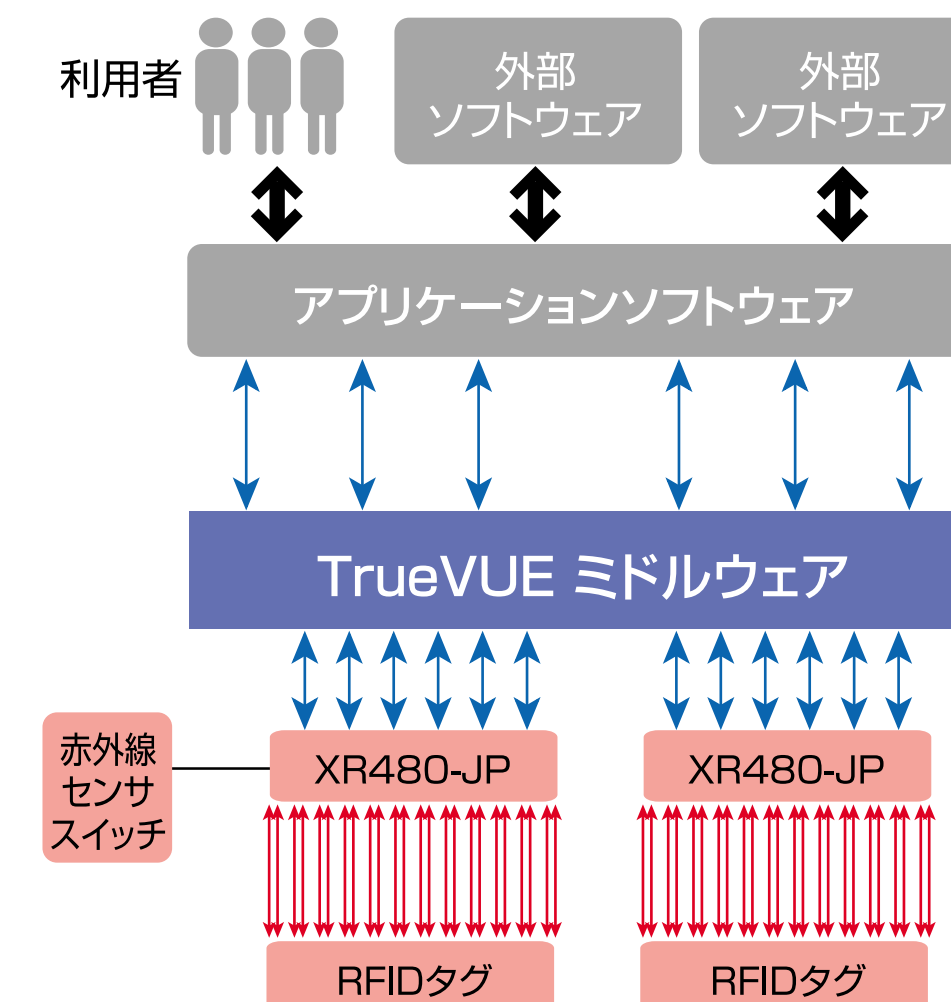 利用者
外部
ソフトウェア
外部
ソフトウェア
アプリケーションソフトウェア
TrueVUE ミドルウェア
赤外線
センサ
スイッチ
XR480-JP
XR480-JP
RFIDタグ
RFIDタグ